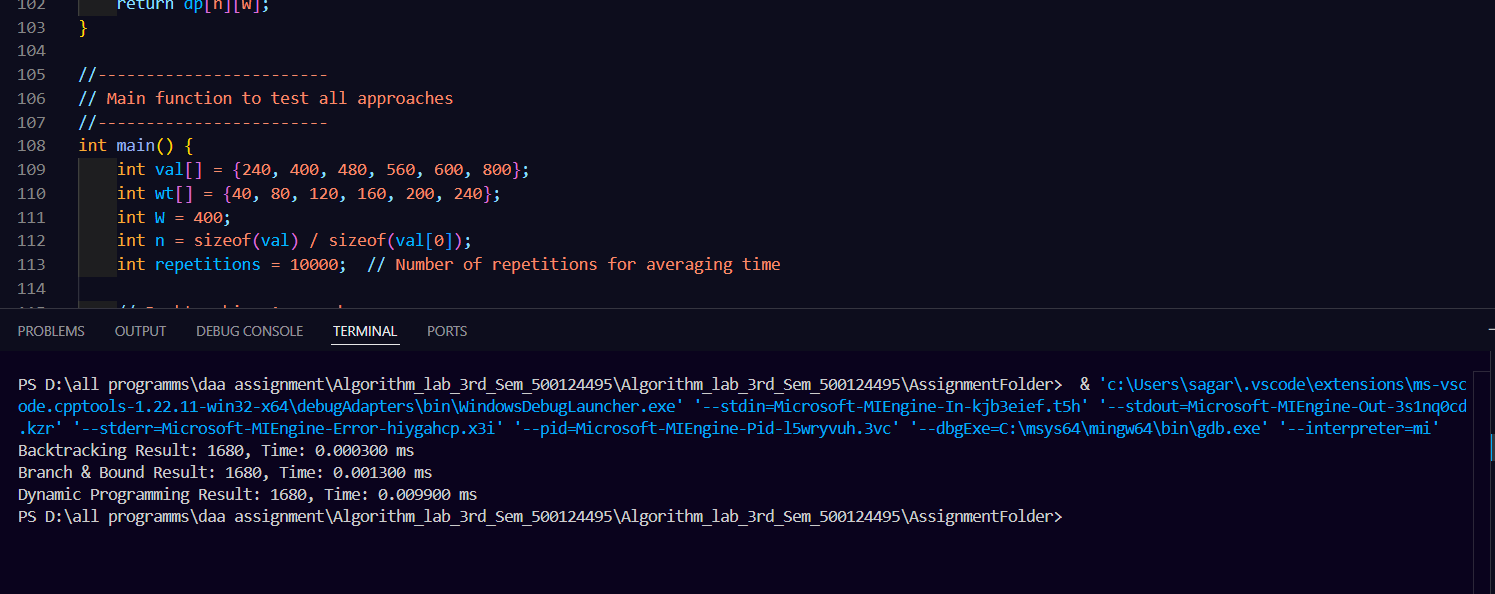 102 return dp[n][W];
103 }
104
105 //------------------------
106 // Main function to test all approaches
107 //------------------------
108 int main() {
109 int val[] = {240, 400, 480, 560, 600, 800};
110 int wt[] = {40, 80, 120, 160, 200, 240};
111 int W = 400;
112 int n = sizeof(val) / sizeof(val[0]);
113 int repetitions = 10000;  // Number of repetitions for averaging time
114
PROBLEMS OUTPUT DEBUG CONSOLE TERMINAL PORTS
PS D:\all programms\daa assignment\Algorithm_lab_3rd_Sem_500124495\Algorithm_lab_3rd_Sem_500124495\AssignmentFolder>  & 'c:\Users\sagar\.vscode\extensions\ms-vsc
ode.cpptools-1.22.11-win32-x64\debugAdapters\bin\WindowsDebugLauncher.exe' '--stdin=Microsoft-MIEngine-In-kjb3eief.t5h' '--stdout=Microsoft-MIEngine-Out-3s1nq0cd
.kzr' '--stderr=Microsoft-MIEngine-Error-hiygahcp.x3i' '--pid=Microsoft-MIEngine-Pid-l5wryvuh.3vc' '--dbgExe=C:\msys64\mingw64\bin\gdb.exe' '--interpreter=mi'
Backtracking Result: 1680, Time: 0.000300 ms
Branch & Bound Result: 1680, Time: 0.001300 ms
Dynamic Programming Result: 1680, Time: 0.009900 ms
PS D:\all programms\daa assignment\Algorithm_lab_3rd_Sem_500124495\Algorithm_lab_3rd_Sem_500124495\AssignmentFolder>